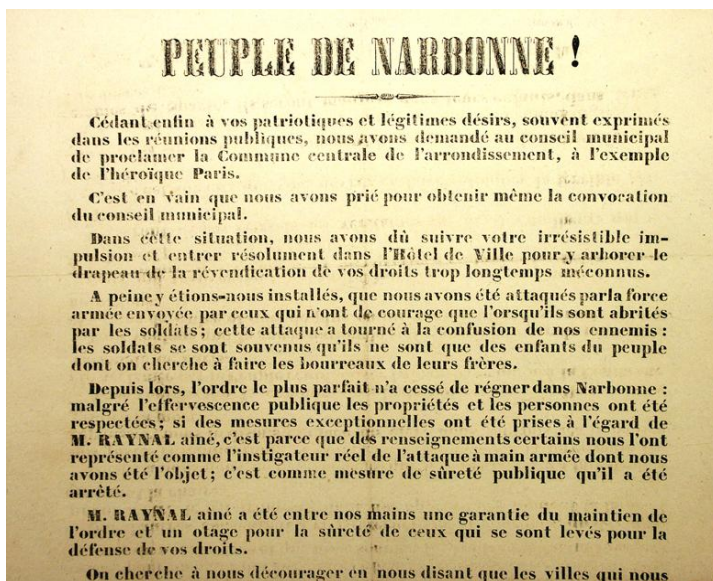 PEUPLE DE NARBONNE !
Cédant enfin à vos patriotiques et légitimes désirs, souvent exprimés
dans les réunions publiques, nous avons demandé au conseil municipal
de proclamer la Commune centrale de l'arrondissement, à l'exemple
de l'héroïque Paris.
C'est en vain que nous avons prié pour obtenir même la convocation
du conseil municipal.
Dans cette situation, nous avons dû suivre votre irrésistible im-
pulsion et entrer résolument dans l'Hôtel de Ville pour y arborer le
drapeau de la révendication de vos droits trop longtemps méconnus.
A peine y étions-nous installés, que nous avons été attaqués par la force
armée envoyée par ceux qui n'ont de courage que l'orsqu'ils sont abrités
par les soldats ; cette attaque a tourné à la confusion de nos ennemis :
les soldats se sont souvenus qu'ils ne sont que des enfants du peuple
dont on cherche à faire les bourreaux de leurs frères.
Depuis lors, l'ordre le plus parfait n'a cessé de régner dans Narbonne :
malgré l'effervescence publique les propriétés et les personnes ont été
respectées ; si des mesures exceptionnelles ont été prises à l'égard de
M. RAYNAL aîné, c'est parce que des renseignements certains nous l'ont
représenté comme l'instigateur réel de l'attaque à main armée dont nous
avons été l'objet ; c'est comme mesure de sûreté publique qu'il a été
arrêté.
M. RAYNAL aîné a été entre nos mains une garantie du maintien de
l'ordre et un otage pour la sûreté de ceux qui se sont levés pour la
défense de vos droits.
On cherche à nous décourager en nous disant que les villes qui nous